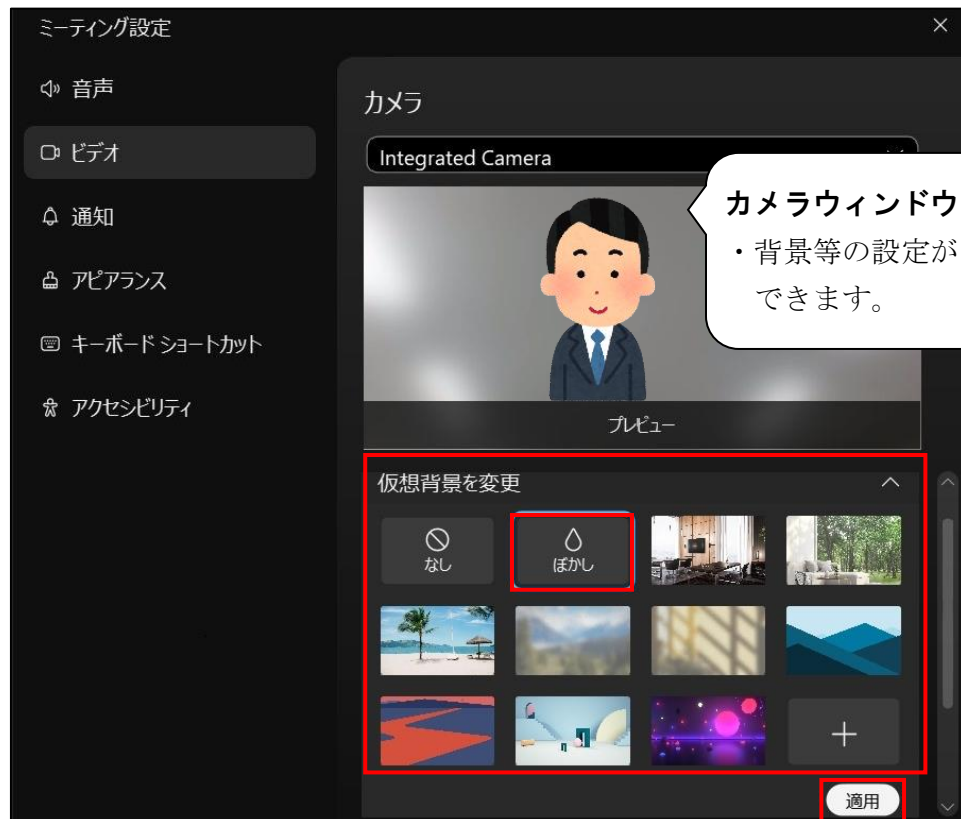 ミーティング設定
音声
ビデオ
通知
アピアランス
キーボード ショートカット
アクセシビリティ
カメラ
Integrated Camera
カメラウィンドウ
・背景等の設定が
できます。
プレビュー
仮想背景を変更
なし
ぼかし
適用